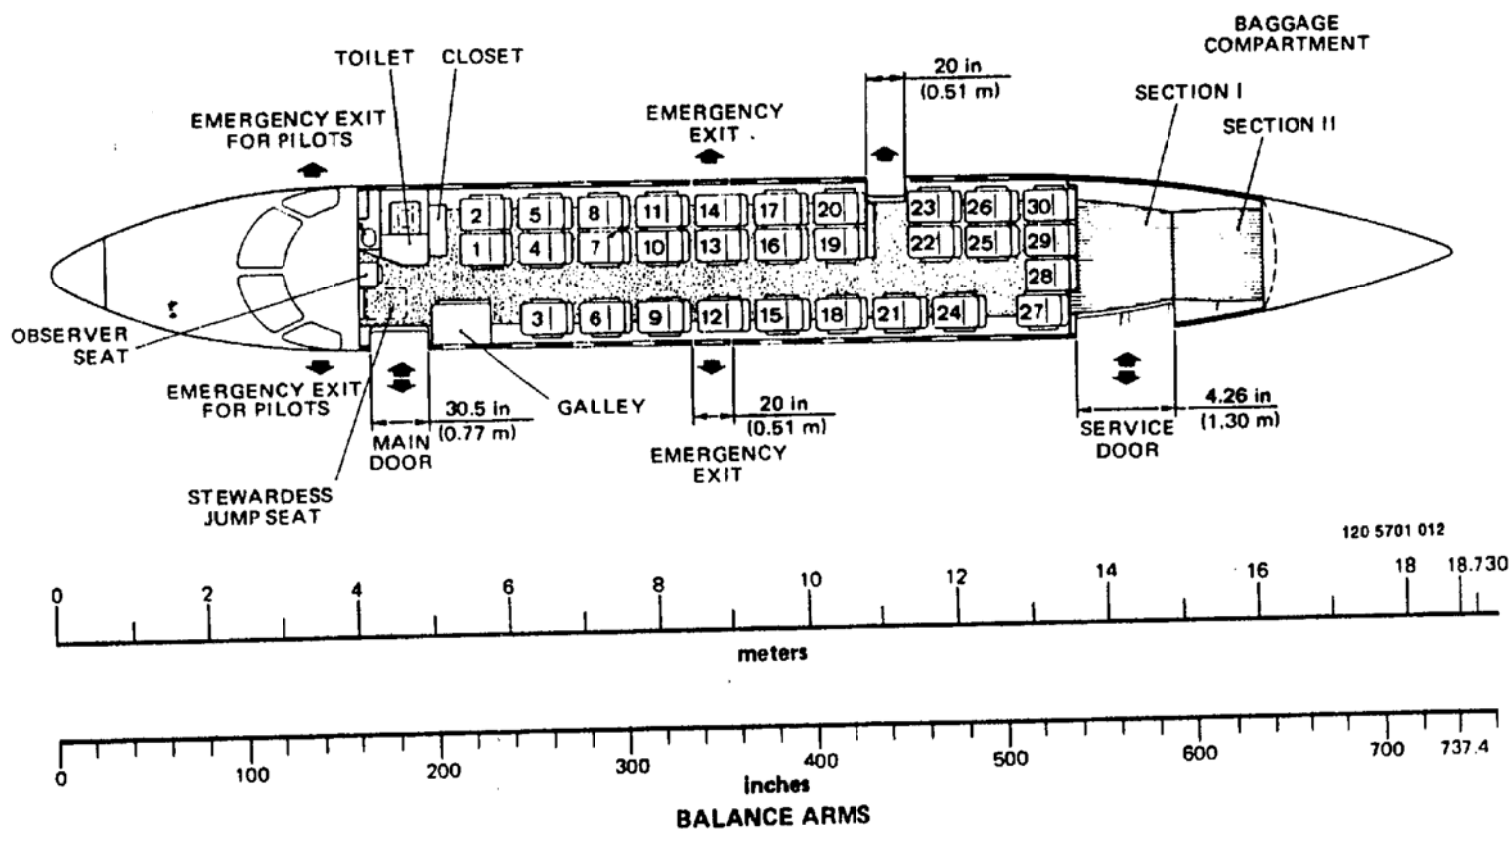 BAGGAGE
COMPARTMENT
TOILET
CLOSET
20 in
(0.51 m)
SECTION I
SECTION II
EMERGENCY EXIT
FOR PILOTS
EMERGENCY
EXIT
2 5 8 11 14 17 20 23 26 30
1 4 7 10 13 16 19 22 25 29
28
3 6 9 12 15 18 21 24 27
OBSERVER
SEAT
EMERGENCY EXIT
FOR PILOTS
30.5 in
(0.77 m)
MAIN
DOOR
GALLEY
20 in
(0.51 m)
EMERGENCY
EXIT
SERVICE
DOOR
4.26 in
(1.30 m)
STEWARDESS
JUMP SEAT
120 5701 012
0 2 4 6 8 10 12 14 16 18 18.730
meters
0 100 200 300 400 500 600 700 737.4
inches
BALANCE ARMS